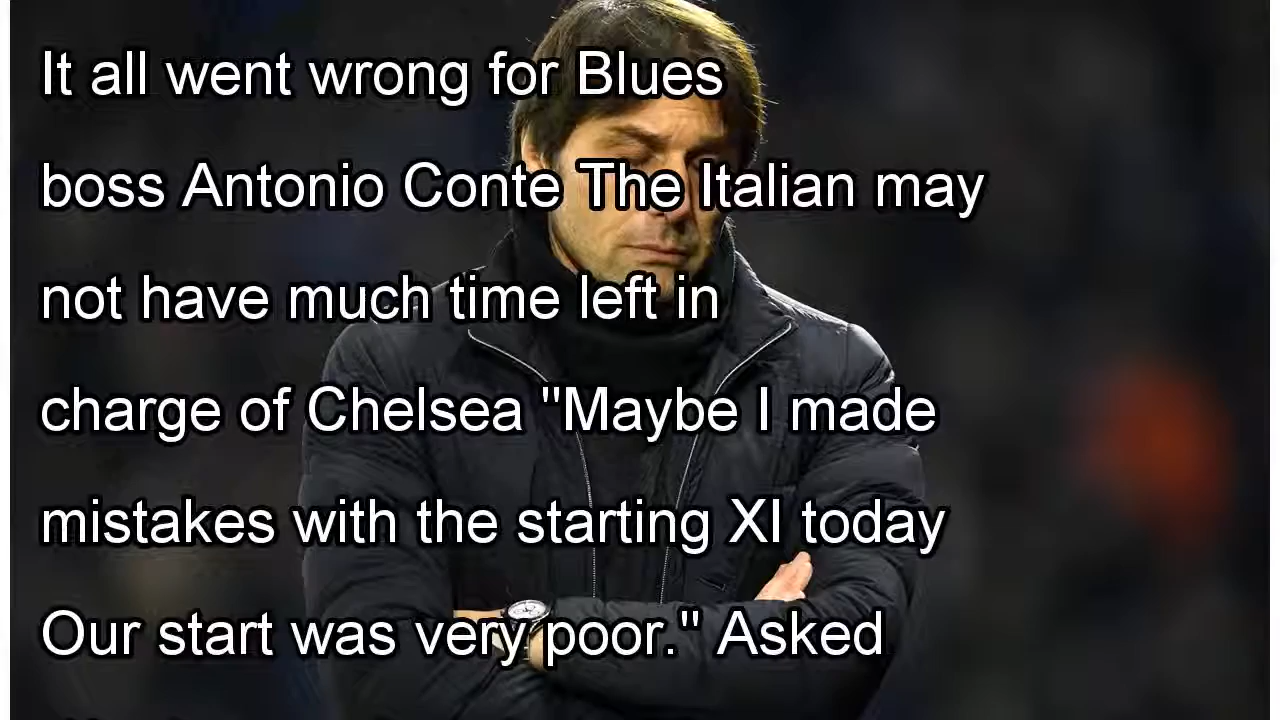 It all went wrong for Blues
boss Antonio Conte The Italian may
not have much time left in
charge of Chelsea "Maybe I made
mistakes with the starting XI today
Our start was very poor." Asked